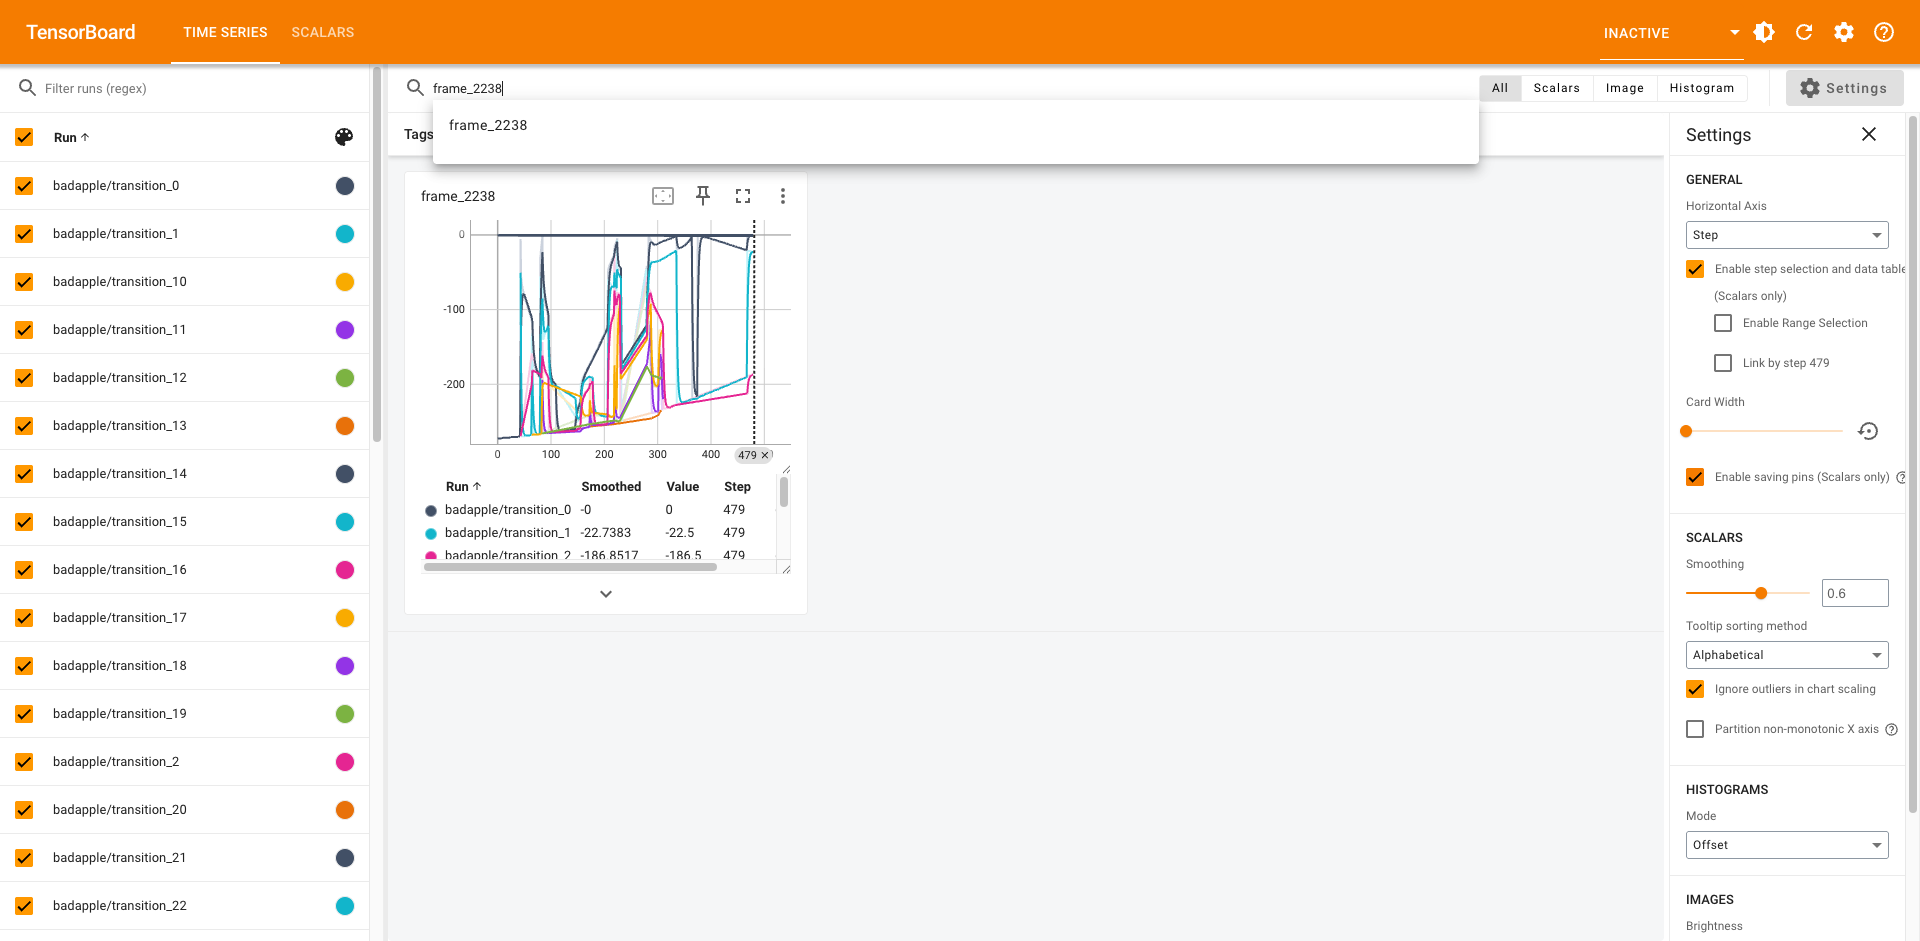 TensorBoard
TIME SERIES
SCALARS
INACTIVE
Filter runs (regex)
Run
badapple/transition_0
badapple/transition_1
badapple/transition_10
badapple/transition_11
badapple/transition_12
badapple/transition_13
badapple/transition_14
badapple/transition_15
badapple/transition_16
badapple/transition_17
badapple/transition_18
badapple/transition_19
badapple/transition_2
badapple/transition_20
badapple/transition_21
badapple/transition_22
frame_2238
All
Scalars
Image
Histogram
Settings
frame_2238
Tags
frame_2238
0
-100
-200
0
100
200
300
400
479
Run Smoothed Value Step
badapple/transition_0 -0 0 479
badapple/transition_1 -22.7383 -22.5 479
badapple/transition_2 -186.8517 -186.5 479
Settings
GENERAL
Horizontal Axis
Step
Enable step selection and data table
(Scalars only)
Enable Range Selection
Link by step 479
Card Width
Enable saving pins (Scalars only)
SCALARS
Smoothing
0.6
Tooltip sorting method
Alphabetical
Ignore outliers in chart scaling
Partition non-monotonic X axis
HISTOGRAMS
Mode
Offset
IMAGES
Brightness